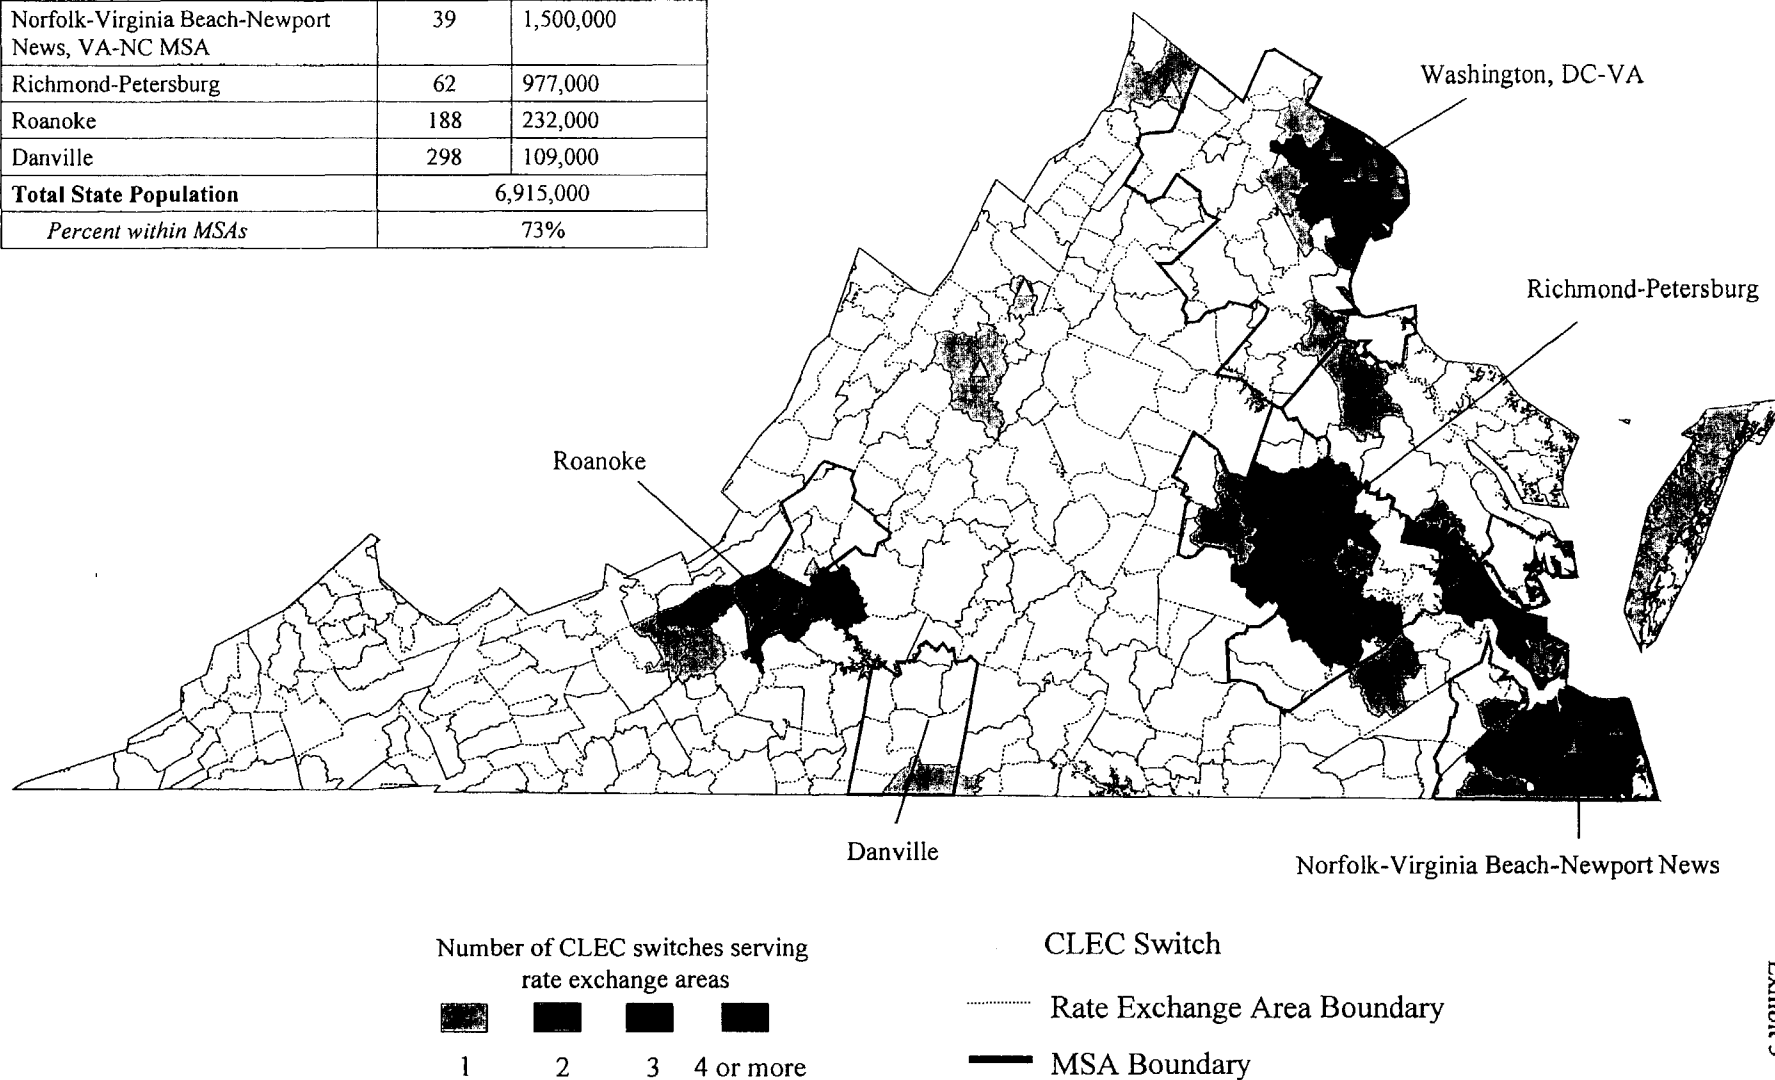 Norfolk-Virginia Beach-Newport
News, VA-NC MSA
39
1,500,000
Richmond-Petersburg
62
977,000
Roanoke
188
232,000
Danville
298
109,000
Total State Population
6,915,000
Percent within MSAs
73%
Washington, DC-VA
Richmond-Petersburg
Roanoke
Danville
Norfolk-Virginia Beach-Newport News
Number of CLEC switches serving
rate exchange areas
1 2 3 4 or more
CLEC Switch
Rate Exchange Area Boundary
MSA Boundary